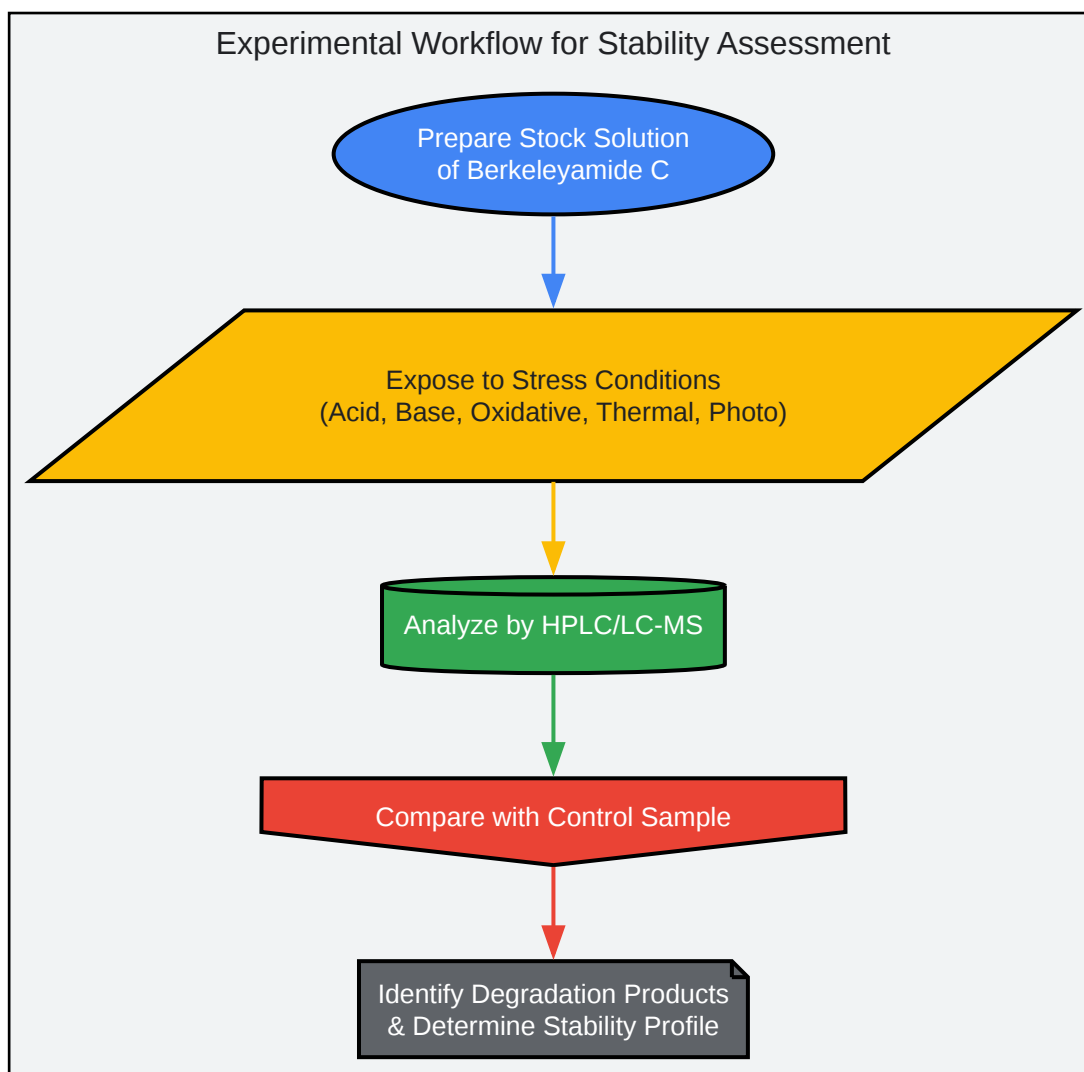 Experimental Workflow for Stability Assessment
Prepare Stock Solution
of Berkeleyamide C
Expose to Stress Conditions
(Acid, Base, Oxidative, Thermal, Photo)
Analyze by HPLC/LC-MS
Compare with Control Sample
Identify Degradation Products
& Determine Stability Profile